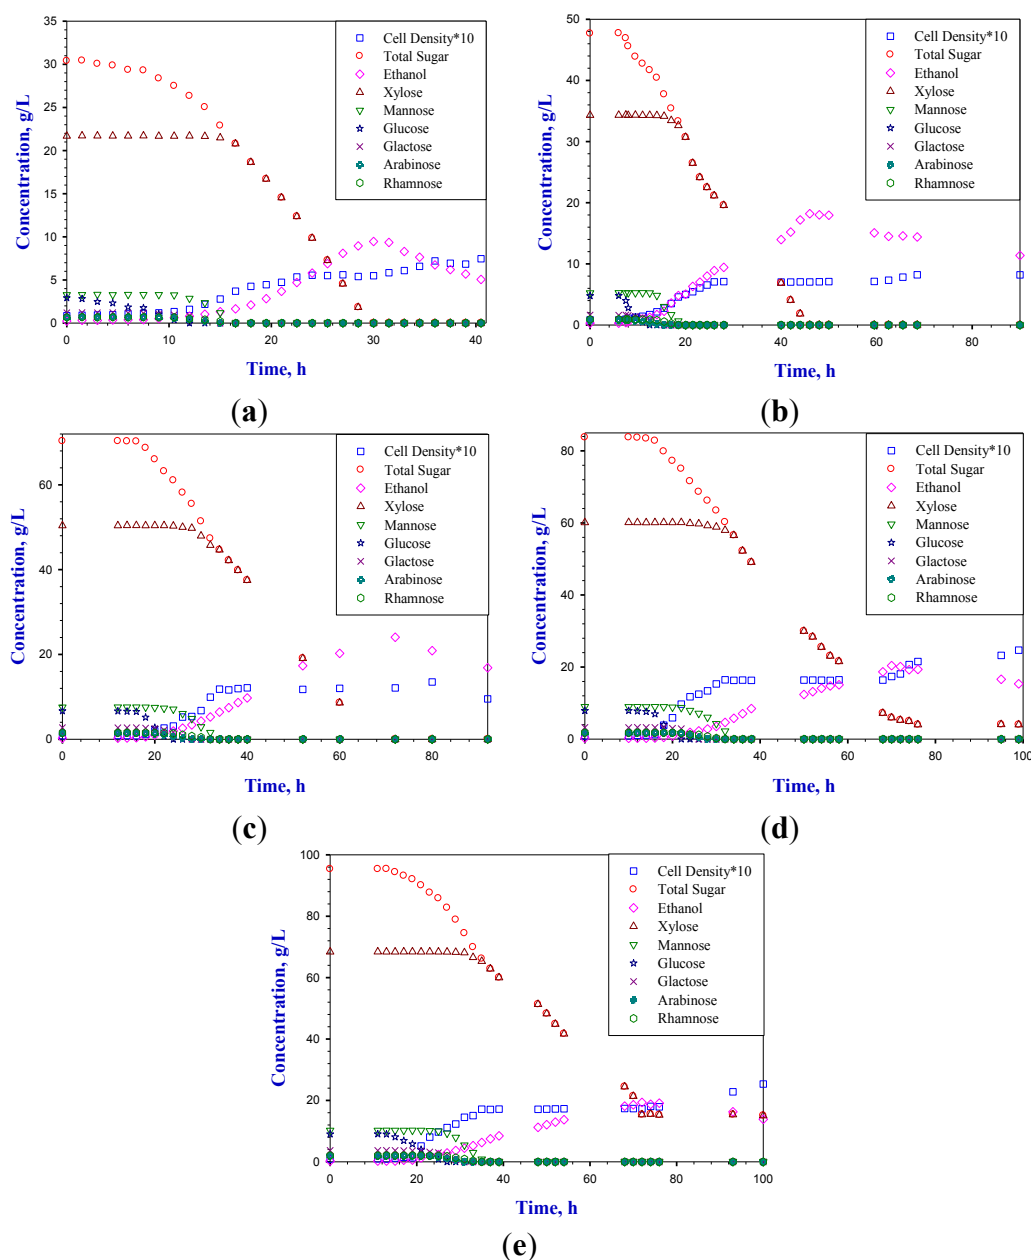 35
30
25
20
15
10
5
0
Concentration, g/L
Cell Density*10
Total Sugar
Ethanol
Xylose
Mannose
Glucose
Glactose
Arabinose
Rhamnose
0 10 20 30 40
Time, h
(a)
50
40
30
20
10
0
Concentration, g/L
Cell Density*10
Total Sugar
Ethanol
Xylose
Mannose
Glucose
Glactose
Arabinose
Rhamnose
0 20 40 60 80
Time, h
(b)
60
40
20
0
Concentration, g/L
Cell Density*10
Total Sugar
Ethanol
Xylose
Mannose
Glucose
Glactose
Arabinose
Rhamnose
0 20 40 60 80
Time, h
(c)
80
60
40
20
0
Concentration, g/L
Cell Density*10
Total Sugar
Ethanol
Xylose
Mannose
Glucose
Glactose
Arabinose
Rhamnose
0 20 40 60 80 100
Time, h
(d)
100
80
60
40
20
0
Concentration, g/L
Cell Density*10
Total Sugar
Ethanol
Xylose
Mannose
Glucose
Glactose
Arabinose
Rhamnose
0 20 40 60 80 100
Time, h
(e)